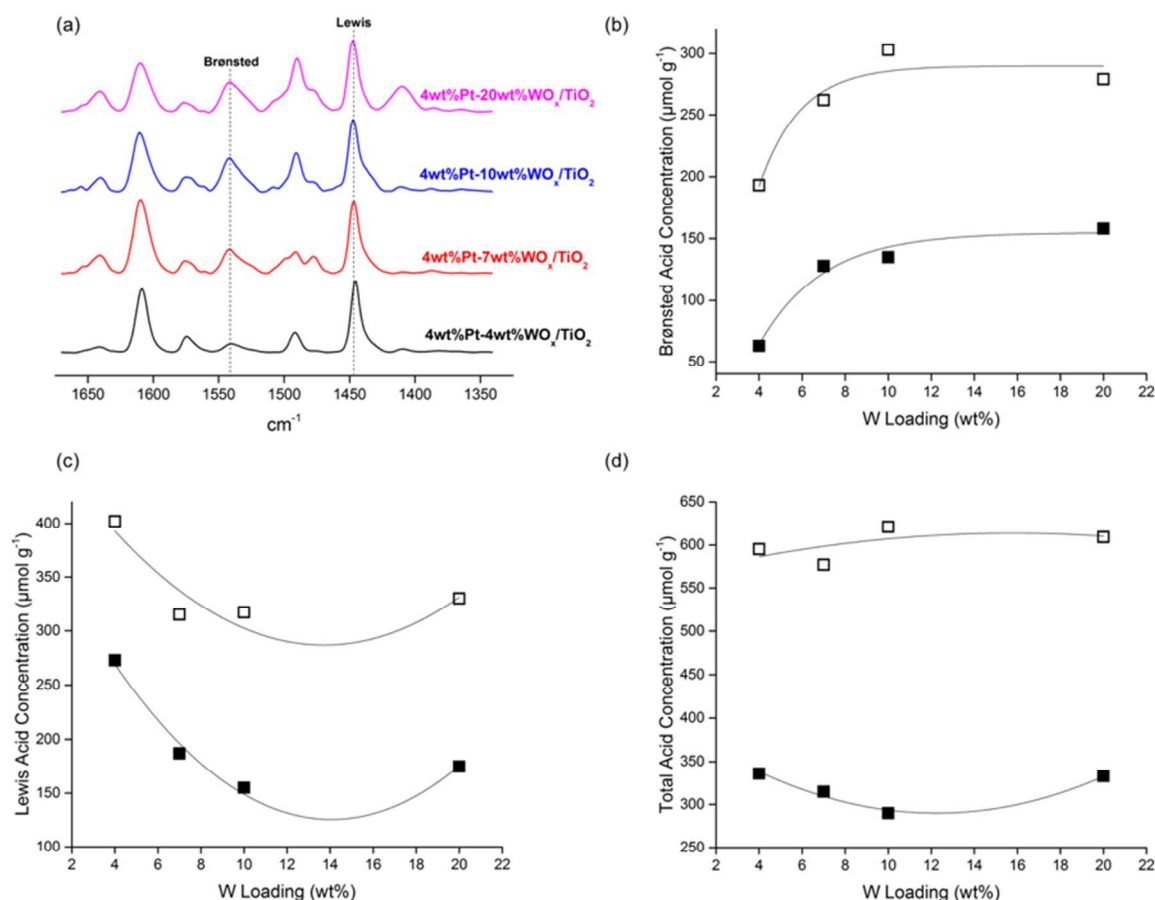 (a)
Lewis
Brønsted
4wt%Pt-20wt%WOₓ/TiO₂
4wt%Pt-10wt%WOₓ/TiO₂
4wt%Pt-7wt%WOₓ/TiO₂
4wt%Pt-4wt%WOₓ/TiO₂
1650 1600 1550 1500 1450 1400 1350
cm⁻¹
(b)
Brønsted Acid Concentration (µmol g⁻¹)
300
250
200
150
100
50
2 4 6 8 10 12 14 16 18 20 22
W Loading (wt%)
(c)
Lewis Acid Concentration (µmol g⁻¹)
400
350
300
250
200
150
100
2 4 6 8 10 12 14 16 18 20 22
W Loading (wt%)
(d)
Total Acid Concentration (µmol g⁻¹)
650
600
550
500
450
400
350
300
250
2 4 6 8 10 12 14 16 18 20 22
W Loading (wt%)